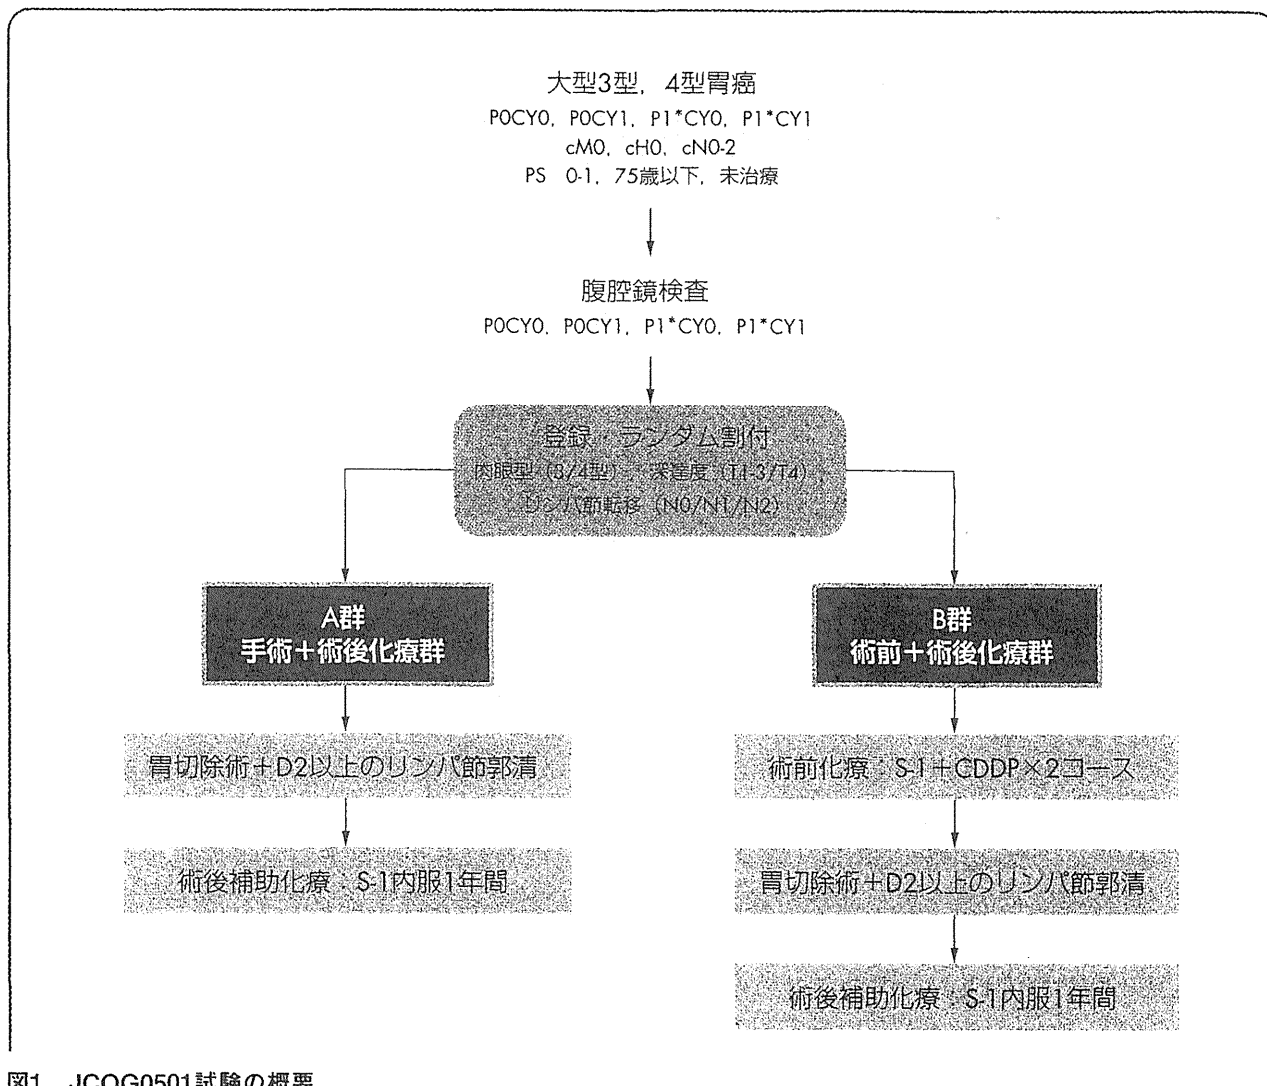 大型3型，4型胃癌
P0CY0，P0CY1，P1*CY0，P1*CY1
cM0，cH0，cN0-2
PS　0-1，75歳以下，未治療
腹腔鏡検査
P0CY0，P0CY1，P1*CY0，P1*CY1
登録・ランダム割付
肉眼型（3/4型）・深達度（T1-3/T4）
リンパ節転移（N0/N1/N2）
A群
手術＋術後化療群
胃切除術＋D2以上のリンパ節郭清
術後補助化療：S-1内服1年間
B群
術前＋術後化療群
術前化療：S-1＋CDDP×2コース
胃切除術＋D2以上のリンパ節郭清
術後補助化療：S-1内服1年間
図1　JCOG0501試験の概要